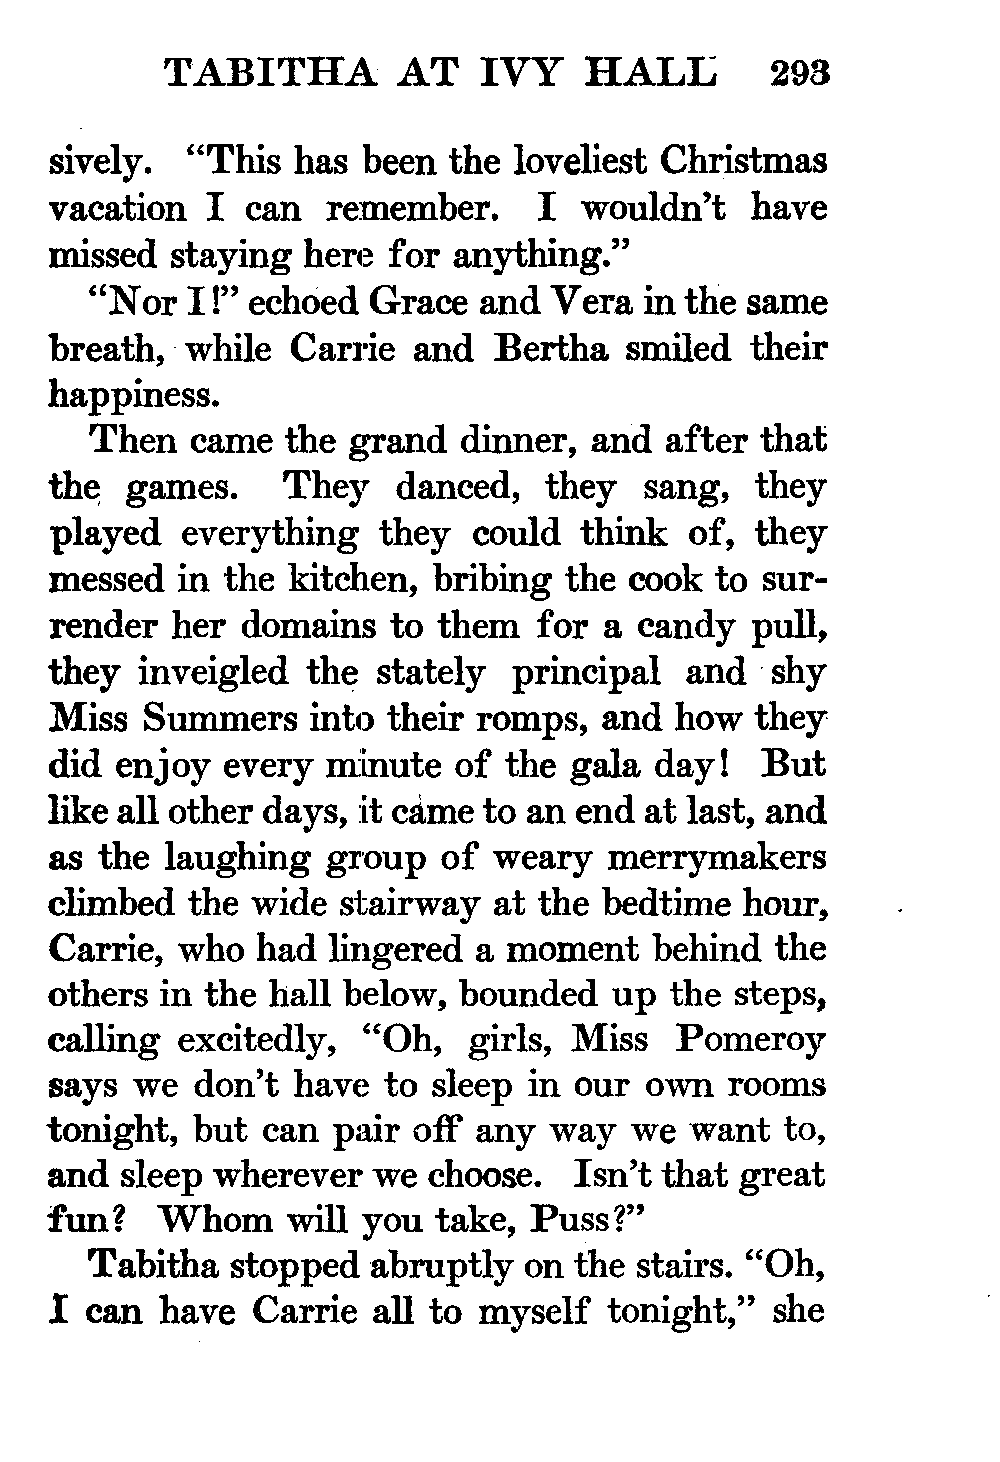 TABITHA AT IVY HALL 293
sively. “This has been the loveliest Christmas
vacation I can remember. I wouldn’t have
missed staying here for anything.”
“Nor I!” echoed Grace and Vera in the same
breath, while Carrie and Bertha smiled their
happiness.
Then came the grand dinner, and after that
the games. They danced, they sang, they
played everything they could think of, they
messed in the kitchen, bribing the cook to sur-
render her domains to them for a candy pull,
they inveigled the stately principal and shy
Miss Summers into their romps, and how they
did enjoy every minute of the gala day! But
like all other days, it came to an end at last, and
as the laughing group of weary merrymakers
climbed the wide stairway at the bedtime hour,
Carrie, who had lingered a moment behind the
others in the hall below, bounded up the steps,
calling excitedly, “Oh, girls, Miss Pomeroy
says we don’t have to sleep in our own rooms
tonight, but can pair off any way we want to,
and sleep wherever we choose. Isn’t that great
fun? Whom will you take, Puss?”
Tabitha stopped abruptly on the stairs. “Oh,
I can have Carrie all to myself tonight,” she